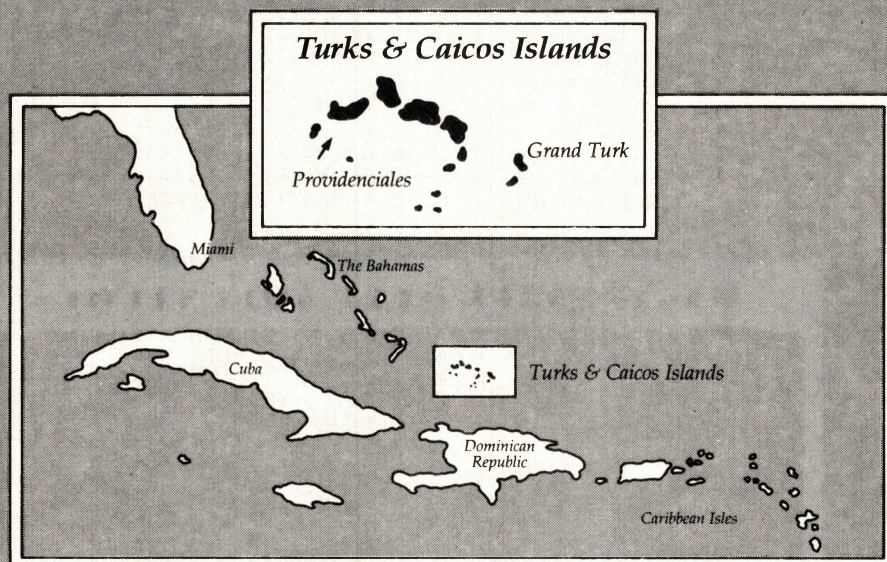 Turks & Caicos Islands
Grand Turk
Providenciales
Miami
The Bahamas
Cuba
Turks & Caicos Islands
Dominican
Republic
Caribbean Isles